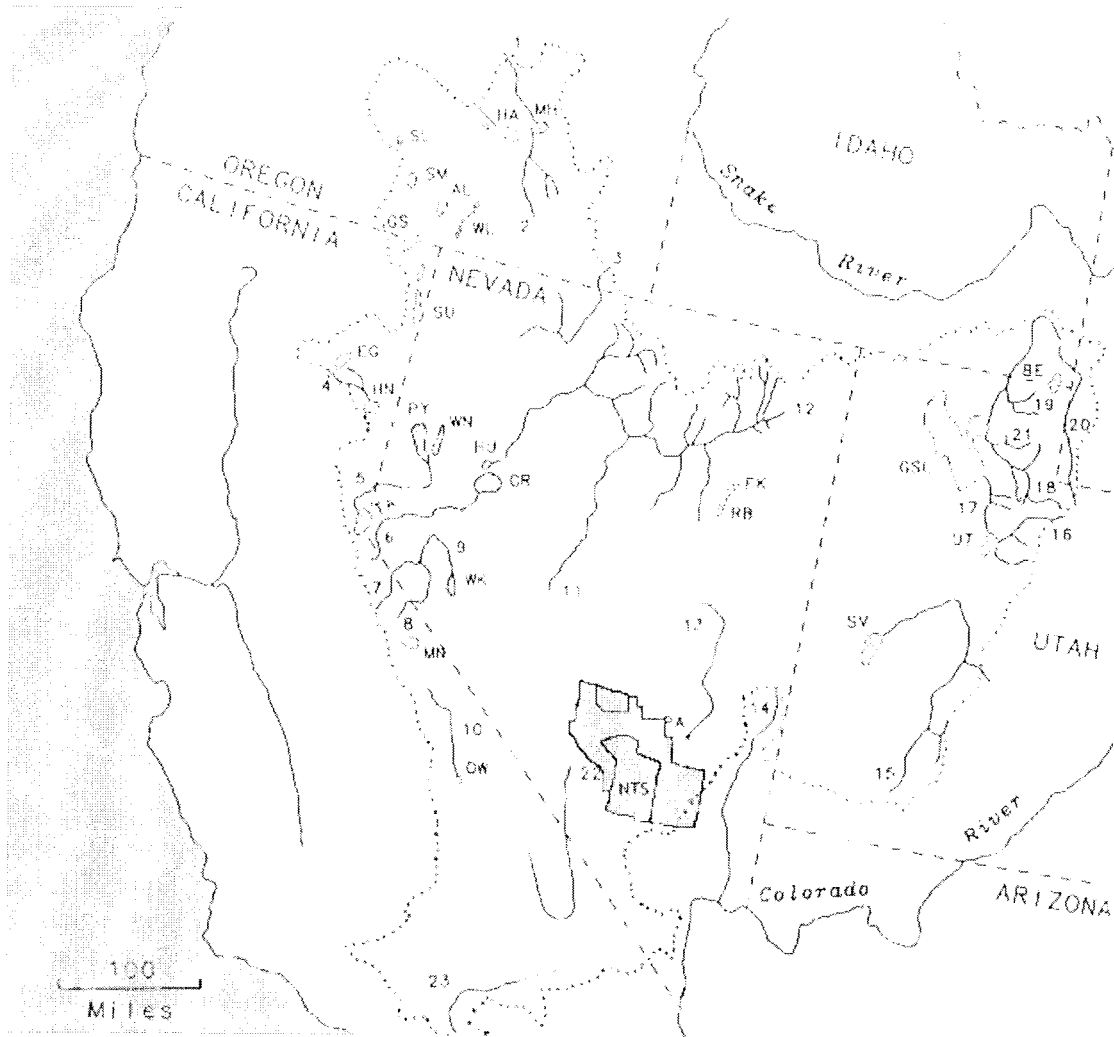 1
HA
MH
IDAHO
SL
OREGON
CALIFORNIA
SV
AL
WL
GS
2
Snake
River
3
NEVADA
SU
EG
4
HN
PY
WN
12
BE
19
20
21
HU
CR
GSL
5
FK
RB
18
17
16
6
9
UT
7
WK
11
8
MN
13
SV
UTAH
10
PA
14
OW
22
NTS
15
River
Colorado
ARIZONA
100
Miles
23